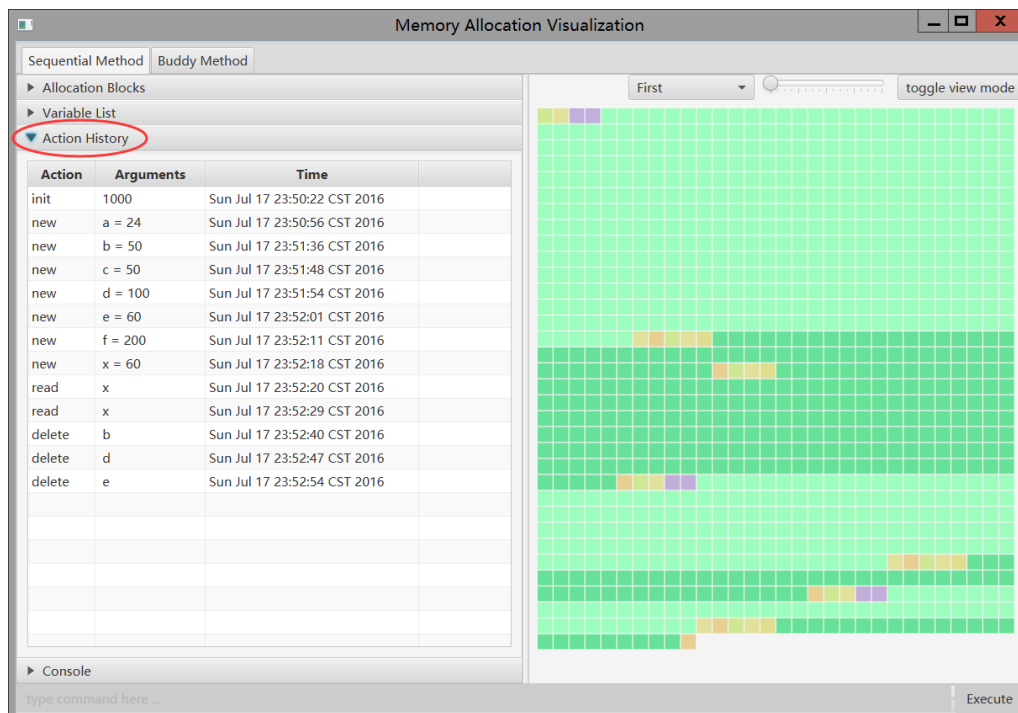 Memory Allocation Visualization
Sequential Method Buddy Method
Allocation Blocks
First
toggle view mode
Variable List
Action History
Action Arguments Time
init 1000 Sun Jul 17 23:50:22 CST 2016
new a = 24 Sun Jul 17 23:50:56 CST 2016
new b = 50 Sun Jul 17 23:51:36 CST 2016
new c = 50 Sun Jul 17 23:51:48 CST 2016
new d = 100 Sun Jul 17 23:51:54 CST 2016
new e = 60 Sun Jul 17 23:52:01 CST 2016
new f = 200 Sun Jul 17 23:52:11 CST 2016
new x = 60 Sun Jul 17 23:52:18 CST 2016
read x Sun Jul 17 23:52:20 CST 2016
read x Sun Jul 17 23:52:29 CST 2016
delete b Sun Jul 17 23:52:40 CST 2016
delete d Sun Jul 17 23:52:47 CST 2016
delete e Sun Jul 17 23:52:54 CST 2016
Console
type command here ...
Execute